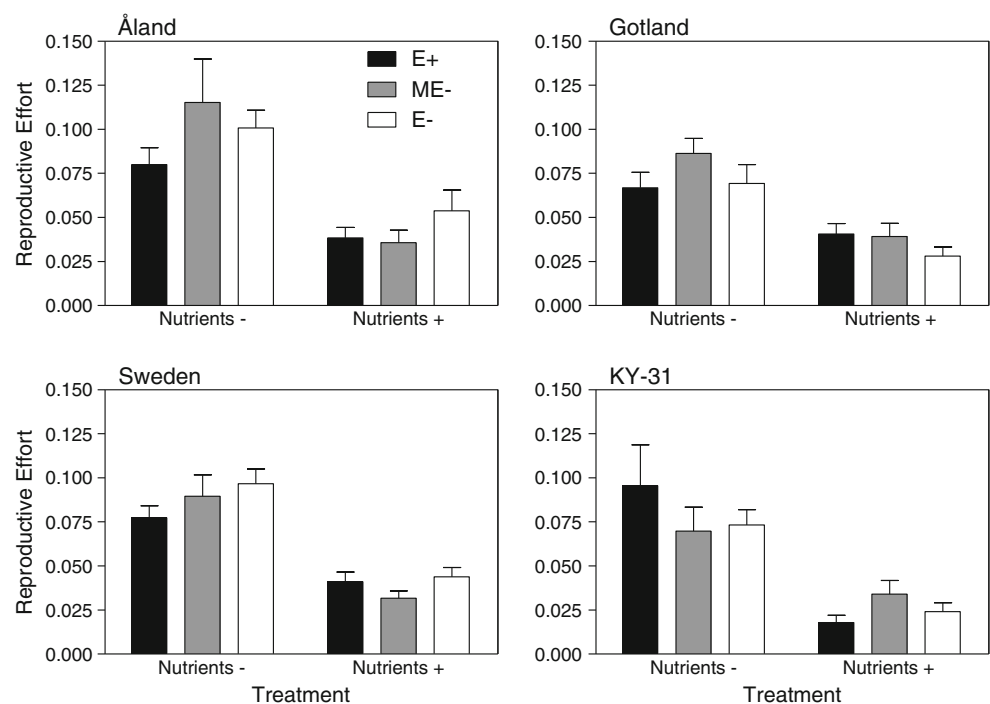 Åland
Reproductive Effort
0.150
0.125
0.100
0.075
0.050
0.025
0.000
E+
ME-
E-
Nutrients -
Nutrients +
Gotland
0.150
0.125
0.100
0.075
0.050
0.025
0.000
Nutrients -
Nutrients +
Sweden
Reproductive Effort
0.150
0.125
0.100
0.075
0.050
0.025
0.000
Nutrients -
Nutrients +
Treatment
KY-31
0.150
0.125
0.100
0.075
0.050
0.025
0.000
Nutrients -
Nutrients +
Treatment